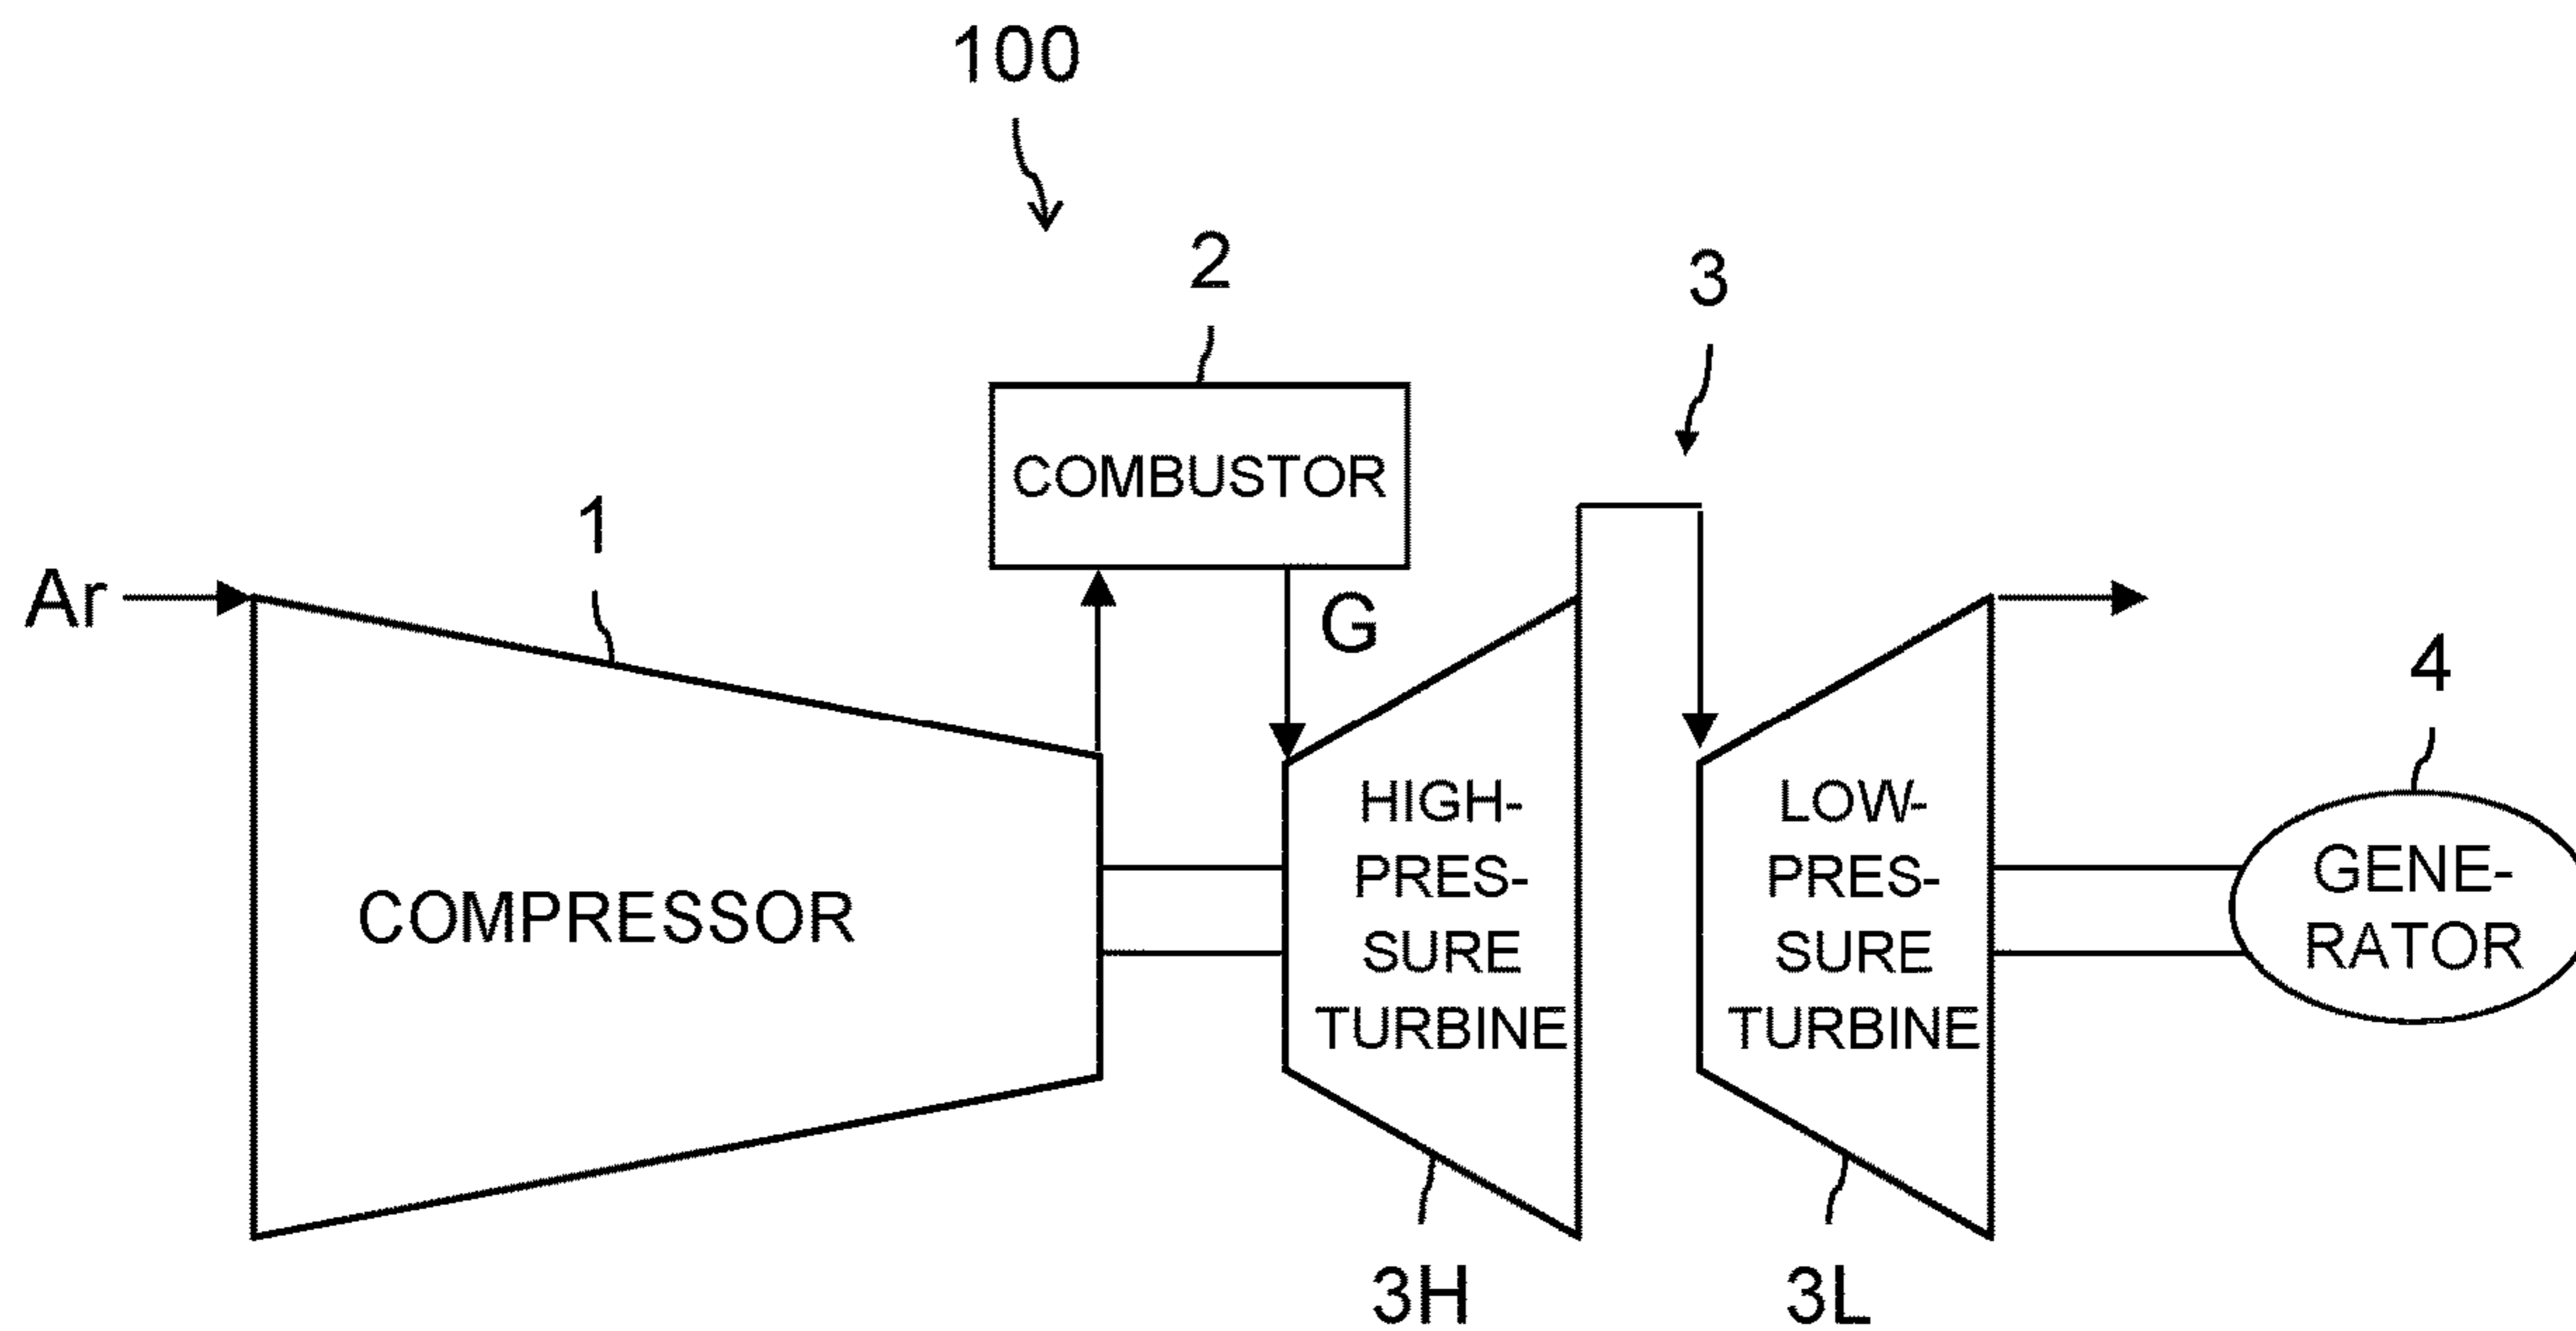 100
2
3
COMBUSTOR
1
Ar
G
4
HIGH-
PRES-
SURE
TURBINE
LOW-
PRES-
SURE
TURBINE
GENE-
RATOR
COMPRESSOR
3H
3L